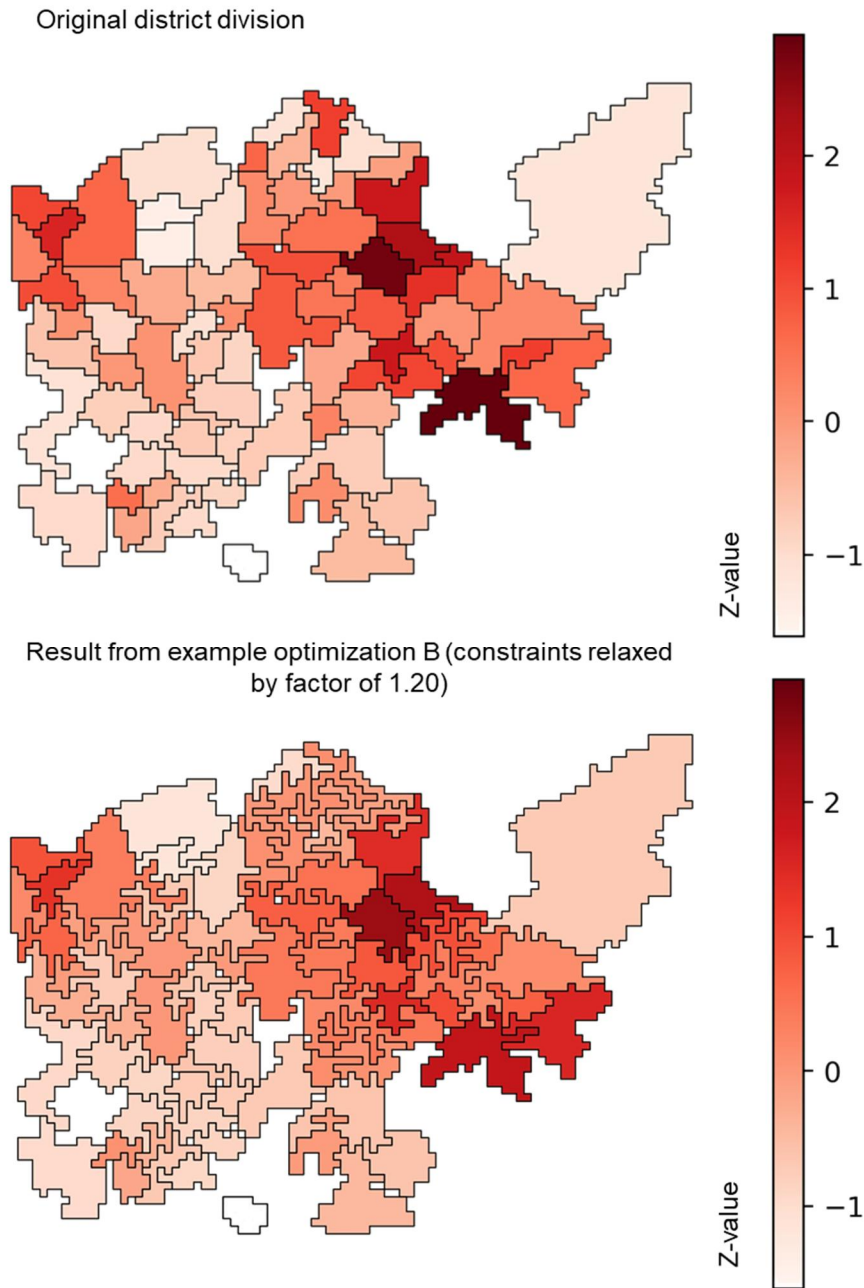 Original district division
2
1
0
−1
Z-value
Result from example optimization B (constraints relaxed
by factor of 1.20)
2
1
0
−1
Z-value